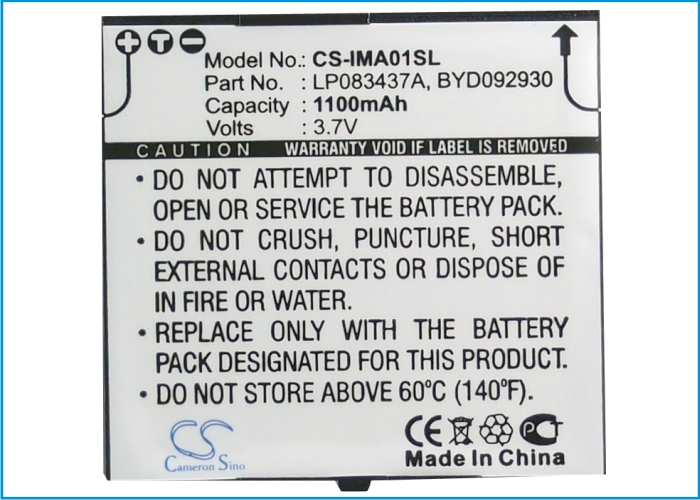 + T −
Model No.: CS-IMA01SL
Part No. : LP083437A, BYD092930
Capacity : 1100mAh
Volts : 3.7V
CAUTION WARRANTY VOID IF LABEL IS REMOVED
• DO NOT ATTEMPT TO DISASSEMBLE,
OPEN OR SERVICE THE BATTERY PACK.
• DO NOT CRUSH, PUNCTURE, SHORT
EXTERNAL CONTACTS OR DISPOSE OF
IN FIRE OR WATER.
• REPLACE ONLY WITH THE BATTERY
DESIGNATED FOR THIS PRODUCT.
• DO NOT STORE ABOVE 60°C (140°F).
CS
Cameron Sino
CE PCT
Made In China